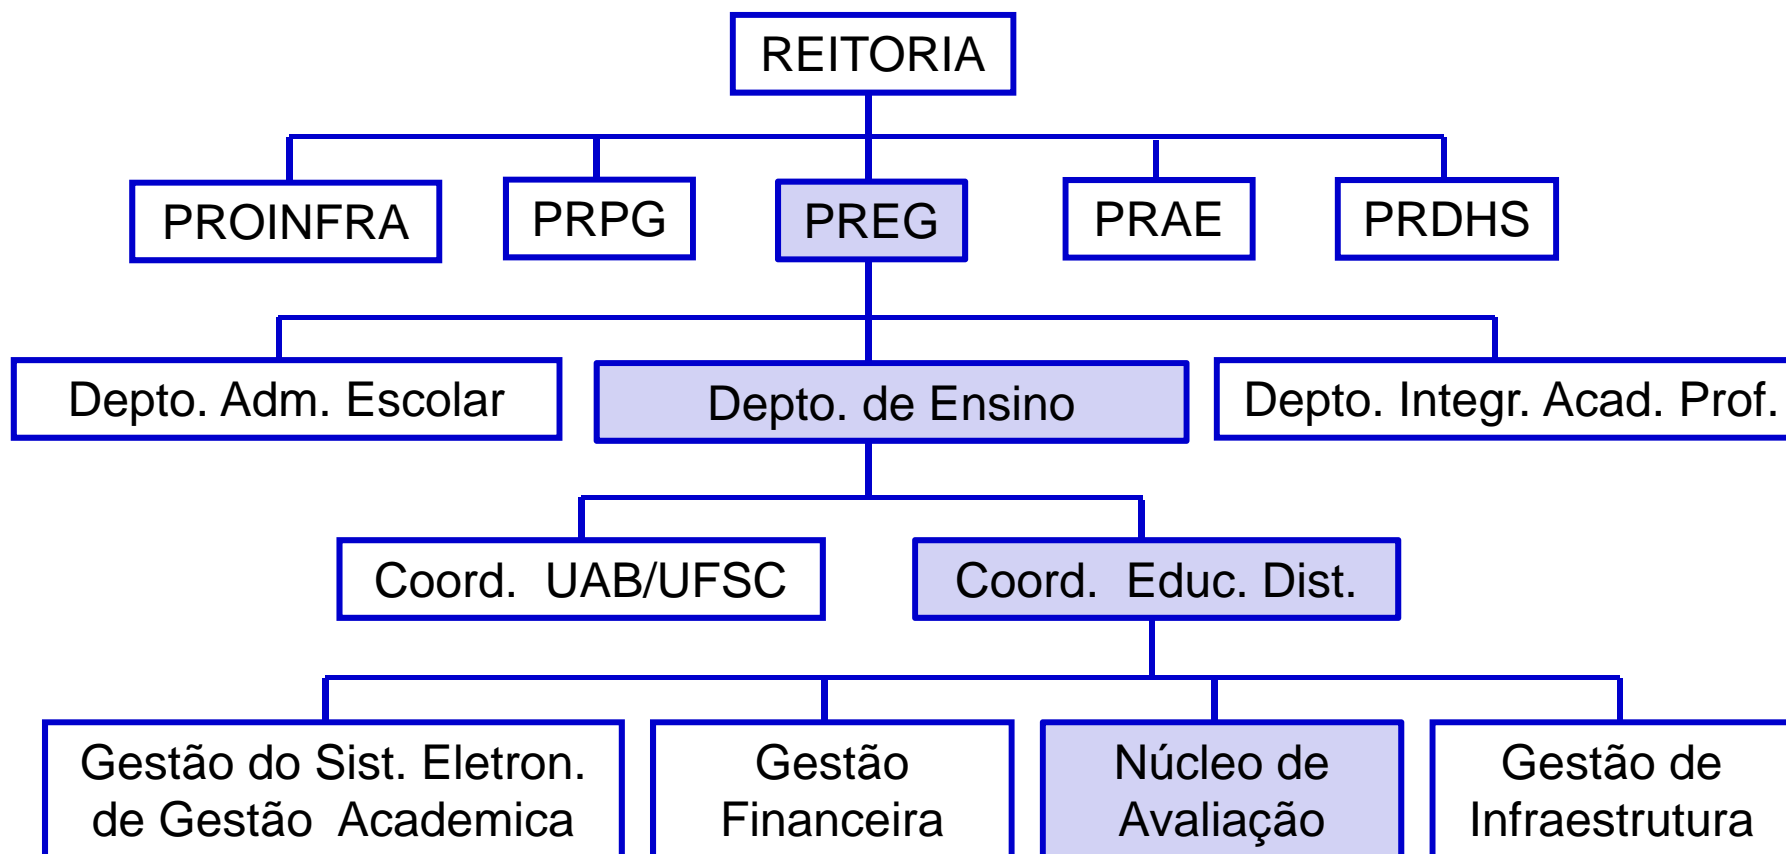 REITORIA
PROINFRA
PRPG
PREG
PRAE
PRDHS
Depto. Adm. Escolar
Depto. de Ensino
Depto. Integr. Acad. Prof.
Coord. UAB/UFSC
Coord. Educ. Dist.
Gestão do Sist. Eletron.
de Gestão Academica
Gestão
Financeira
Núcleo de
Avaliação
Gestão de
Infraestrutura